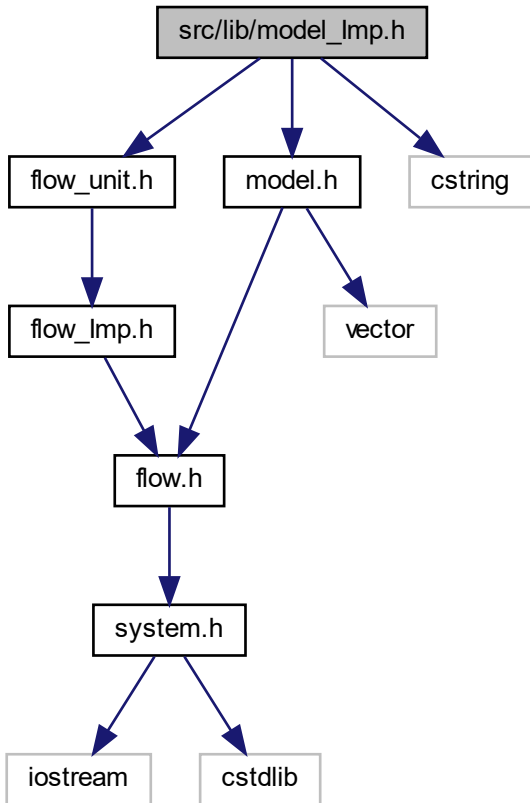 src/lib/model_Imp.h
flow_unit.h
model.h
cstring
flow_Imp.h
vector
flow.h
system.h
iostream
cstdlib